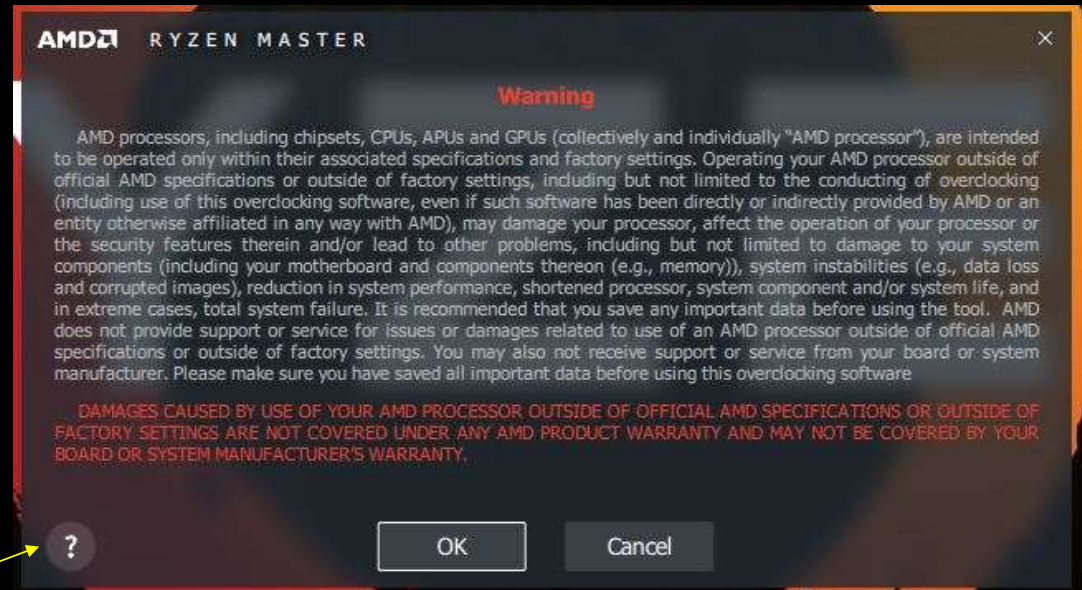 AMD RYZEN MASTER
Warning
AMD processors, including chipsets, CPUs, APUs and GPUs (collectively and individually “AMD processor”), are intended
to be operated only within their associated specifications and factory settings. Operating your AMD processor outside of
official AMD specifications or outside of factory settings, including but not limited to the conducting of overclocking
(including use of this overclocking software, even if such software has been directly or indirectly provided by AMD or an
entity otherwise affiliated in any way with AMD), may damage your processor, affect the operation of your processor or
the security features therein and/or lead to other problems, including but not limited to damage to your system
components (including your motherboard and components thereon (e.g., memory)), system instabilities (e.g., data loss
and corrupted images), reduction in system performance, shortened processor, system component and/or system life, and
in extreme cases, total system failure. It is recommended that you save any important data before using the tool. AMD
does not provide support or service for issues or damages related to use of an AMD processor outside of official AMD
specifications or outside of factory settings. You may also not receive support or service from your board or system
manufacturer. Please make sure you have saved all important data before using this overclocking software
DAMAGES CAUSED BY USE OF YOUR AMD PROCESSOR OUTSIDE OF OFFICIAL AMD SPECIFICATIONS OR OUTSIDE OF
FACTORY SETTINGS ARE NOT COVERED UNDER ANY AMD PRODUCT WARRANTY AND MAY NOT BE COVERED BY YOUR
BOARD OR SYSTEM MANUFACTURER'S WARRANTY.
? OK Cancel